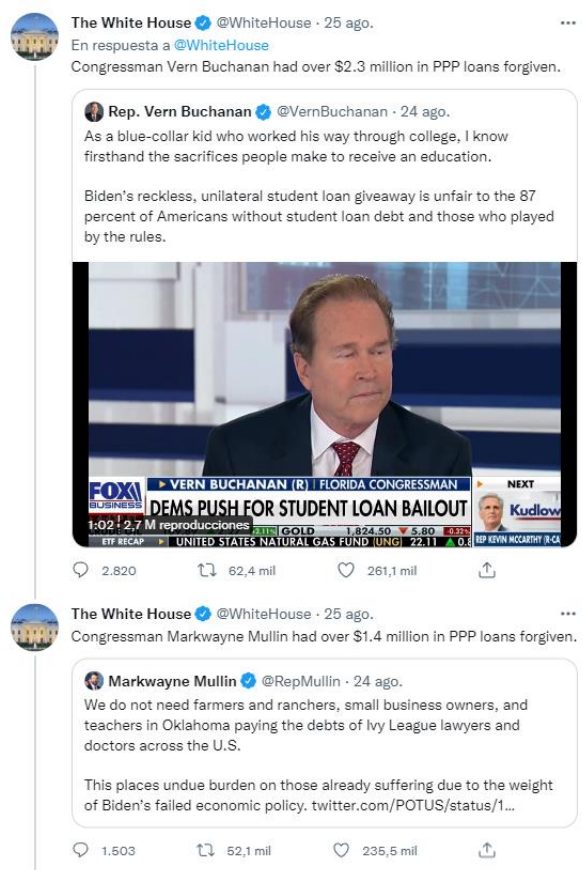 The White House @WhiteHouse · 25 ago.
En respuesta a @WhiteHouse
Congressman Vern Buchanan had over $2.3 million in PPP loans forgiven.
Rep. Vern Buchanan @VernBuchanan · 24 ago.
As a blue-collar kid who worked his way through college, I know
firsthand the sacrifices people make to receive an education.
Biden's reckless, unilateral student loan giveaway is unfair to the 87
percent of Americans without student loan debt and those who played
by the rules.
FOX
BUSINESS
VERN BUCHANAN (R) | FLORIDA CONGRESSMAN
DEMS PUSH FOR STUDENT LOAN BAILOUT
NEXT
Kudlow
REP KEVIN MCCARTHY (R-CA
1:02 2,7 M reproducciones
GOLD 1,824.50 5.80 -0.32%
ETF RECAP UNITED STATES NATURAL GAS FUND (UNG) 22.11
2.820 62,4 mil 261,1 mil
The White House @WhiteHouse · 25 ago.
Congressman Markwayne Mullin had over $1.4 million in PPP loans forgiven.
Markwayne Mullin @RepMullin · 24 ago.
We do not need farmers and ranchers, small business owners, and
teachers in Oklahoma paying the debts of Ivy League lawyers and
doctors across the U.S.
This places undue burden on those already suffering due to the weight
of Biden's failed economic policy. twitter.com/POTUS/status/1...
1.503 52,1 mil 235,5 mil